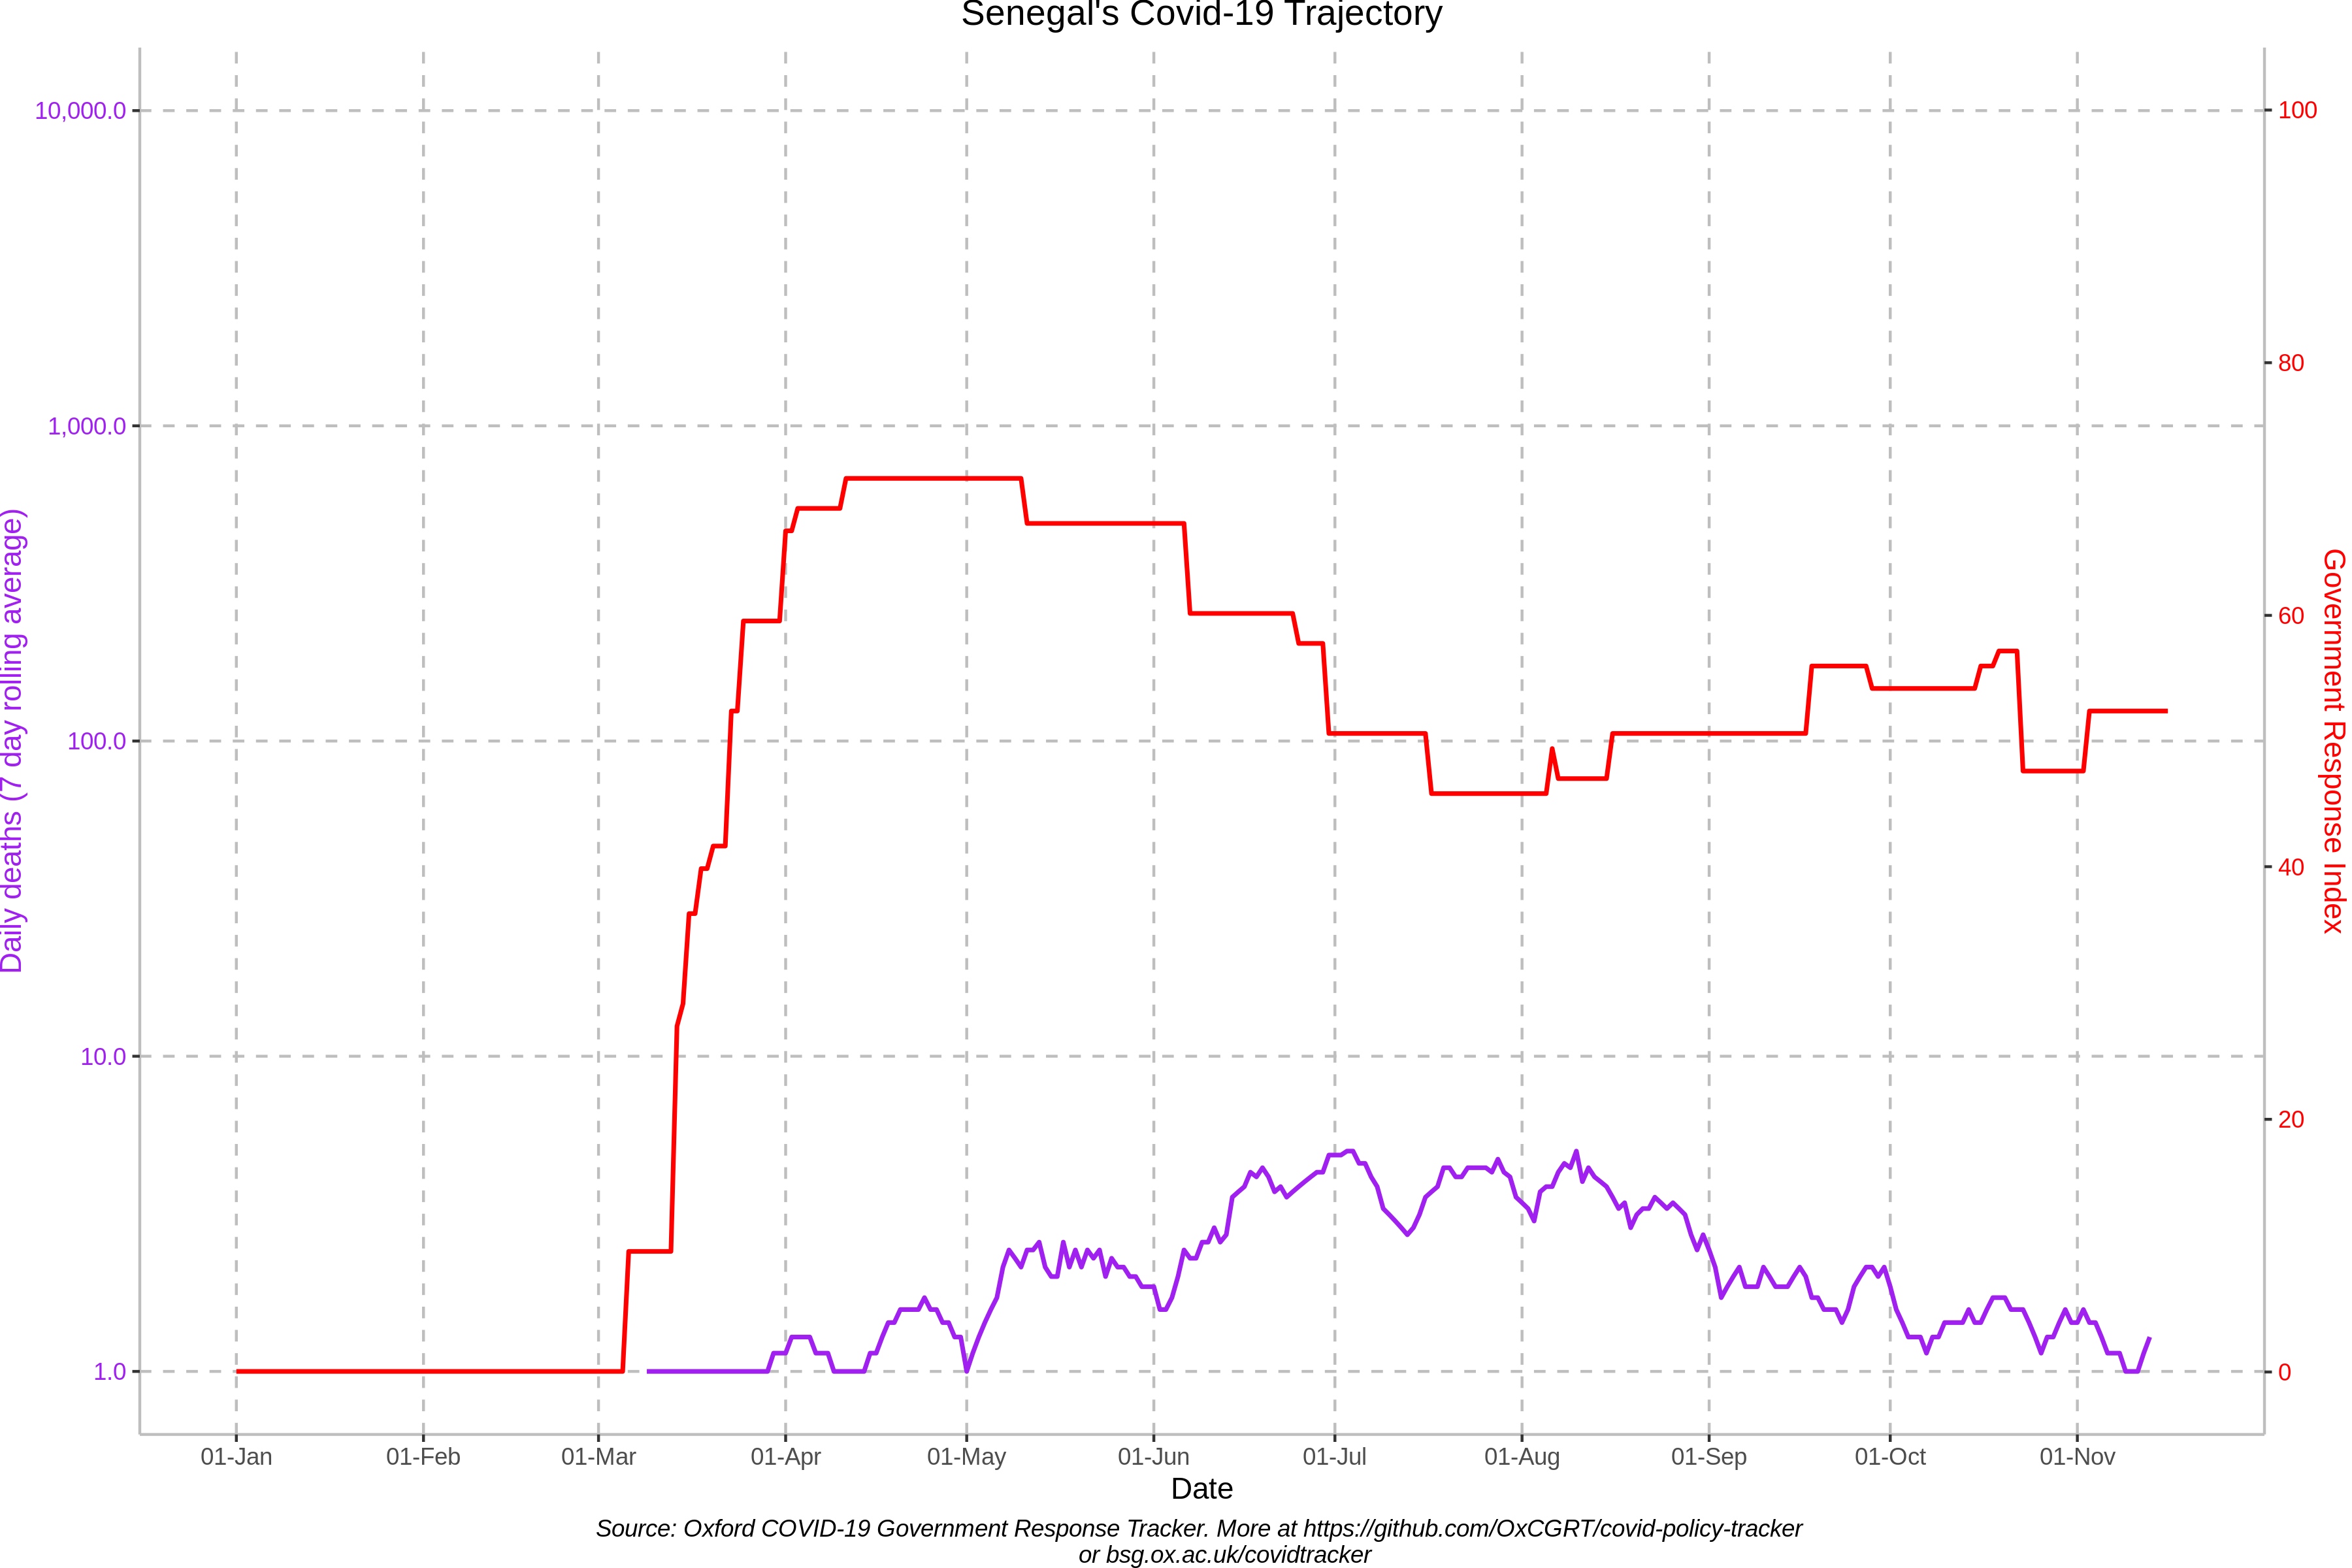 Senegal's Covid-19 Trajectory
10,000.0
1,000.0
100.0
10.0
1.0
Daily deaths (7 day rolling average)
100
80
60
40
20
0
Government Response Index
01-Jan 01-Feb 01-Mar 01-Apr 01-May 01-Jun 01-Jul 01-Aug 01-Sep 01-Oct 01-Nov
Date
Source: Oxford COVID-19 Government Response Tracker. More at https://github.com/OxCGRT/covid-policy-tracker
or bsg.ox.ac.uk/covidtracker